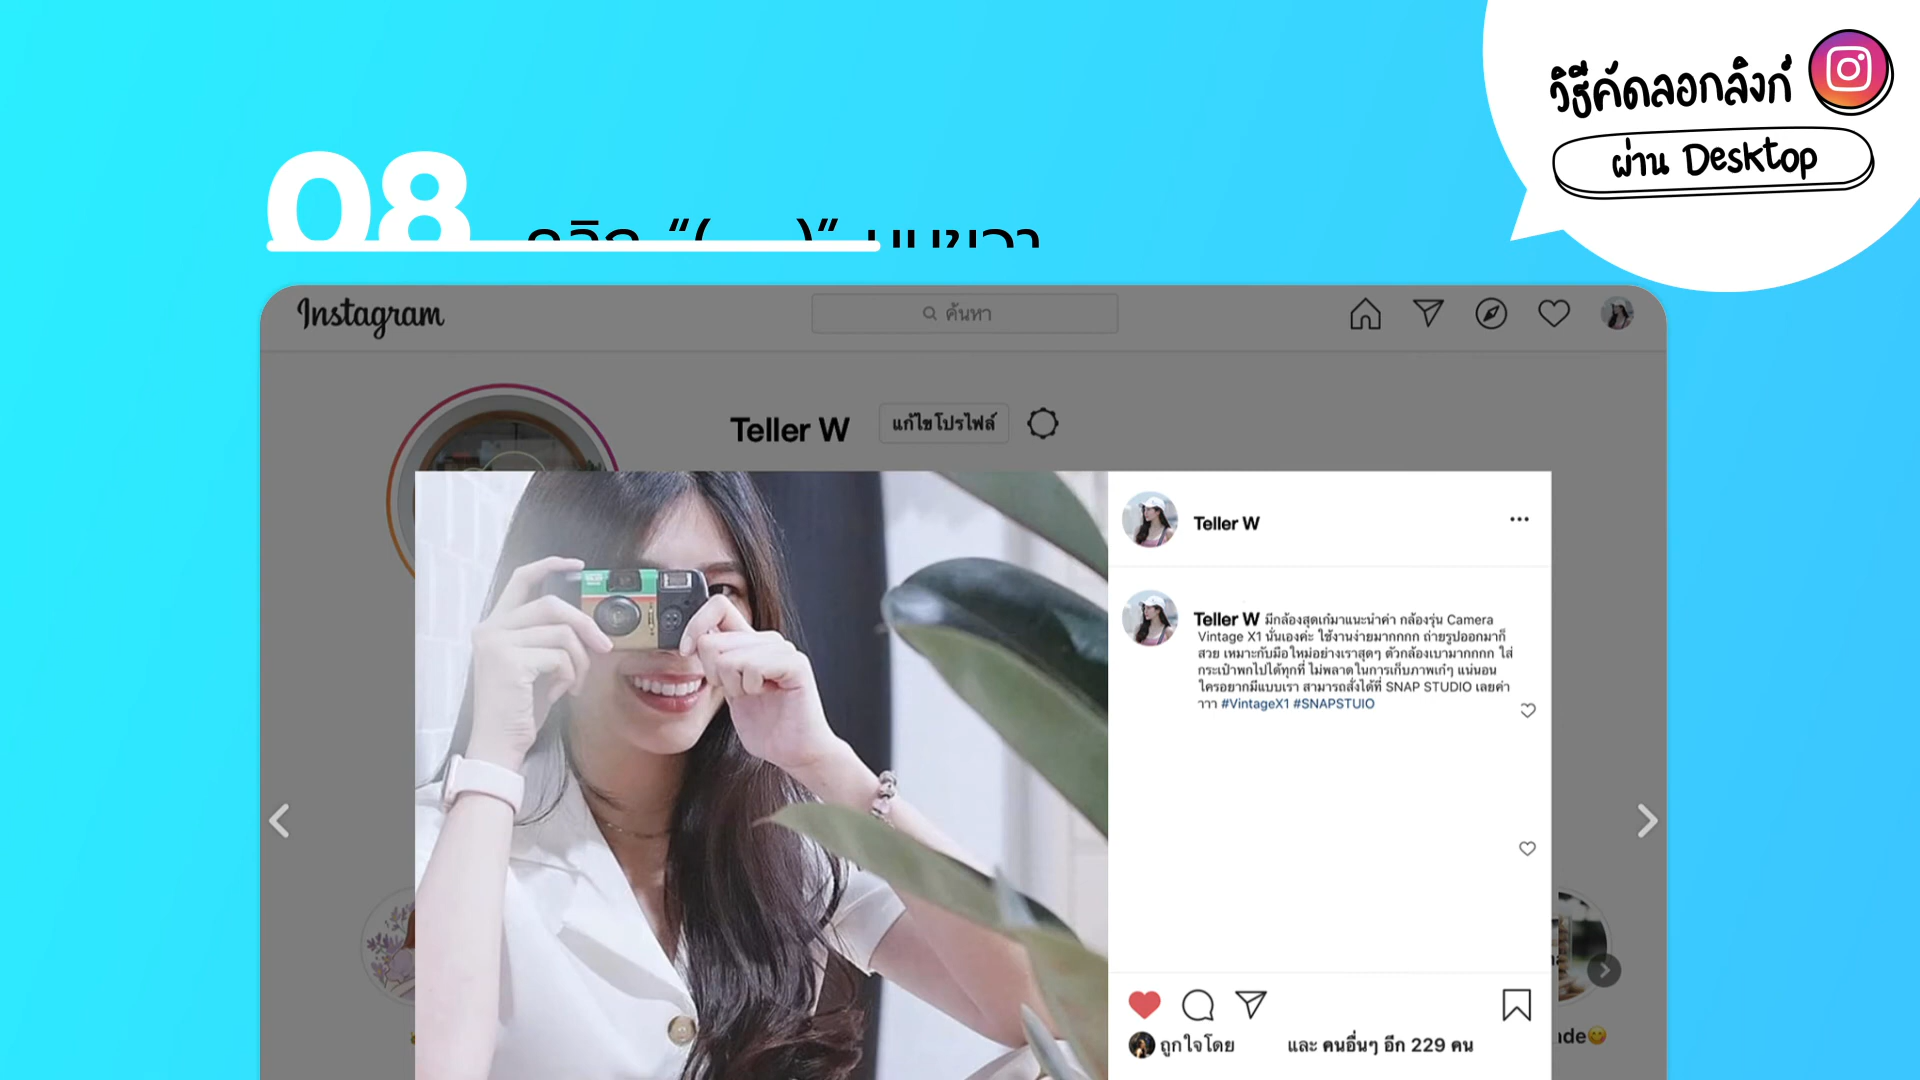 วิธีคัดลอกลิงก์
ผ่าน Desktop
08
คลิก “(...)” มุมขวา
Instagram
ค้นหา
Teller W
แก้ไขโปรไฟล์
Teller W
Teller W มีกล้องสุดเก๋มาแนะนำค่า กล้องรุ่น Camera
Vintage X1 นั่นเองค่ะ ใช้งานง่ายมากกกก ถ่ายรูปออกมาก็
สวย เหมาะกับมือใหม่อย่างเราสุดๆ ตัวกล้องเบามากกกก ใส่
กระเป๋าพกไปได้ทุกที่ ไม่พลาดในการเก็บภาพเก๋ๆ แน่นอน
ใครอยากมีแบบเรา สามารถสั่งได้ที่ SNAP STUDIO เลยค่า
าาา #VintageX1 #SNAPSTUIO
ถูกใจโดย และ คนอื่นๆ อีก 229 คน